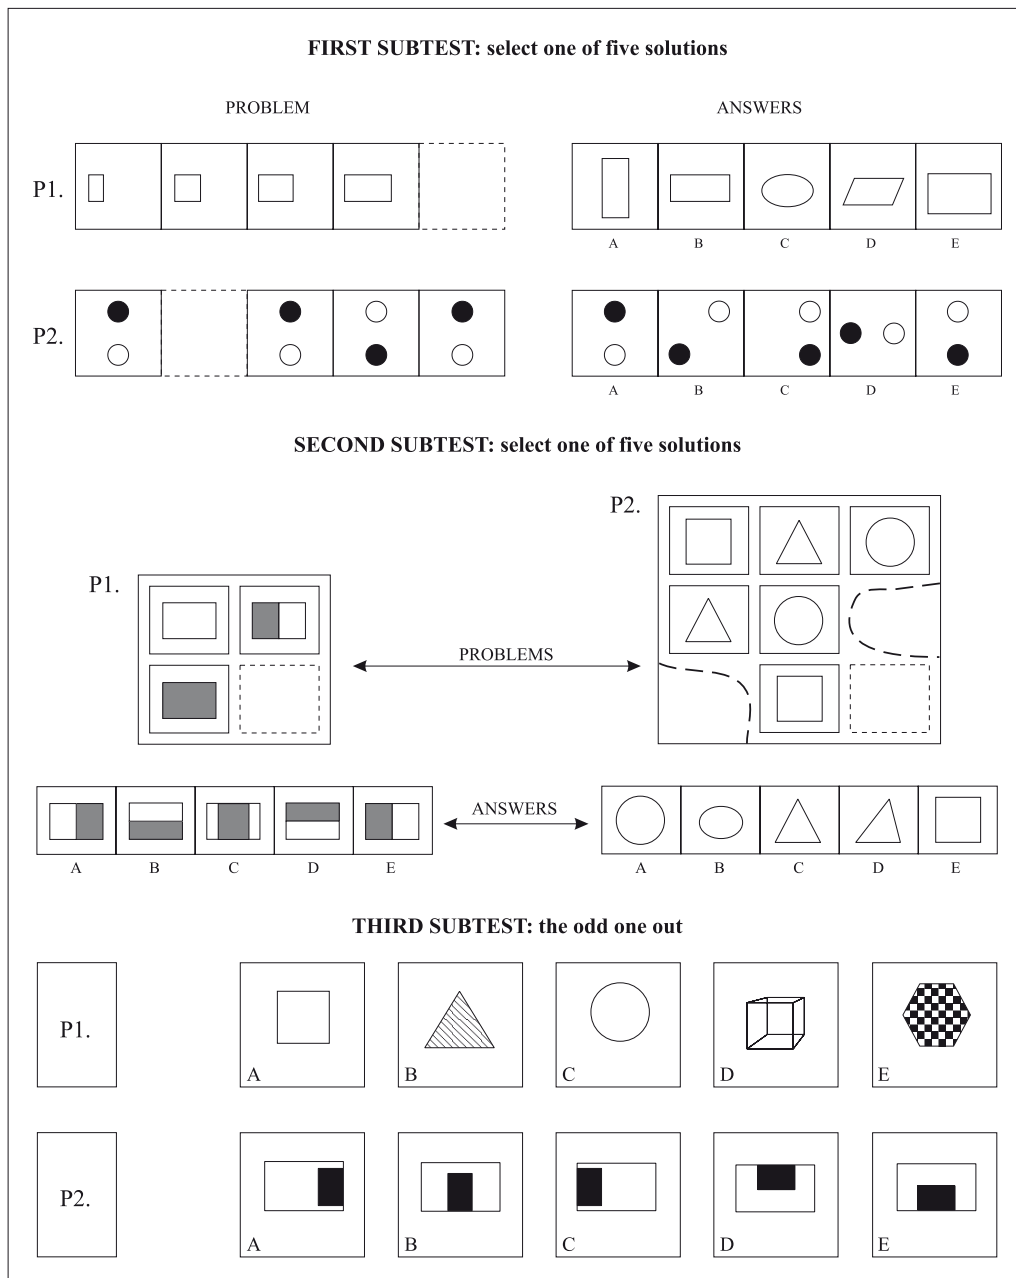 FIRST SUBTEST: select one of five solutions
PROBLEM
ANSWERS
P1.
A B C D E
P2.
A B C D E
SECOND SUBTEST: select one of five solutions
P2.
P1.
PROBLEMS
ANSWERS
A B C D E
A B C D E
THIRD SUBTEST: the odd one out
P1.
A B C D E
P2.
A B C D E